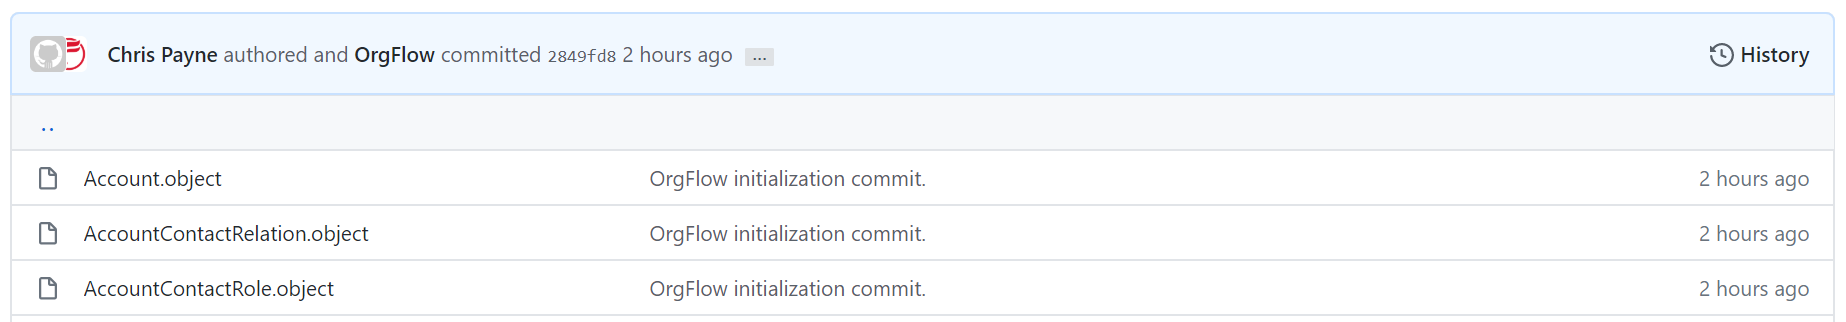 Chris Payne authored and OrgFlow committed 2849fd8 2 hours ago ... History
..
Account.object OrgFlow initialization commit. 2 hours ago
AccountContactRelation.object OrgFlow initialization commit. 2 hours ago
AccountContactRole.object OrgFlow initialization commit. 2 hours ago